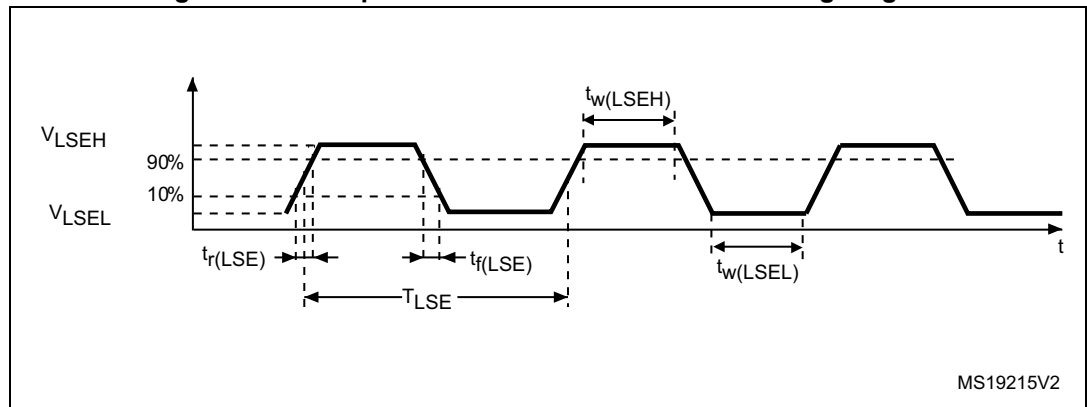 tw(LSEH)
VLSEH
90%
10%
VLSEL
tr(LSE)
tf(LSE)
tw(LSEL)
t
TLSE
MS19215V2